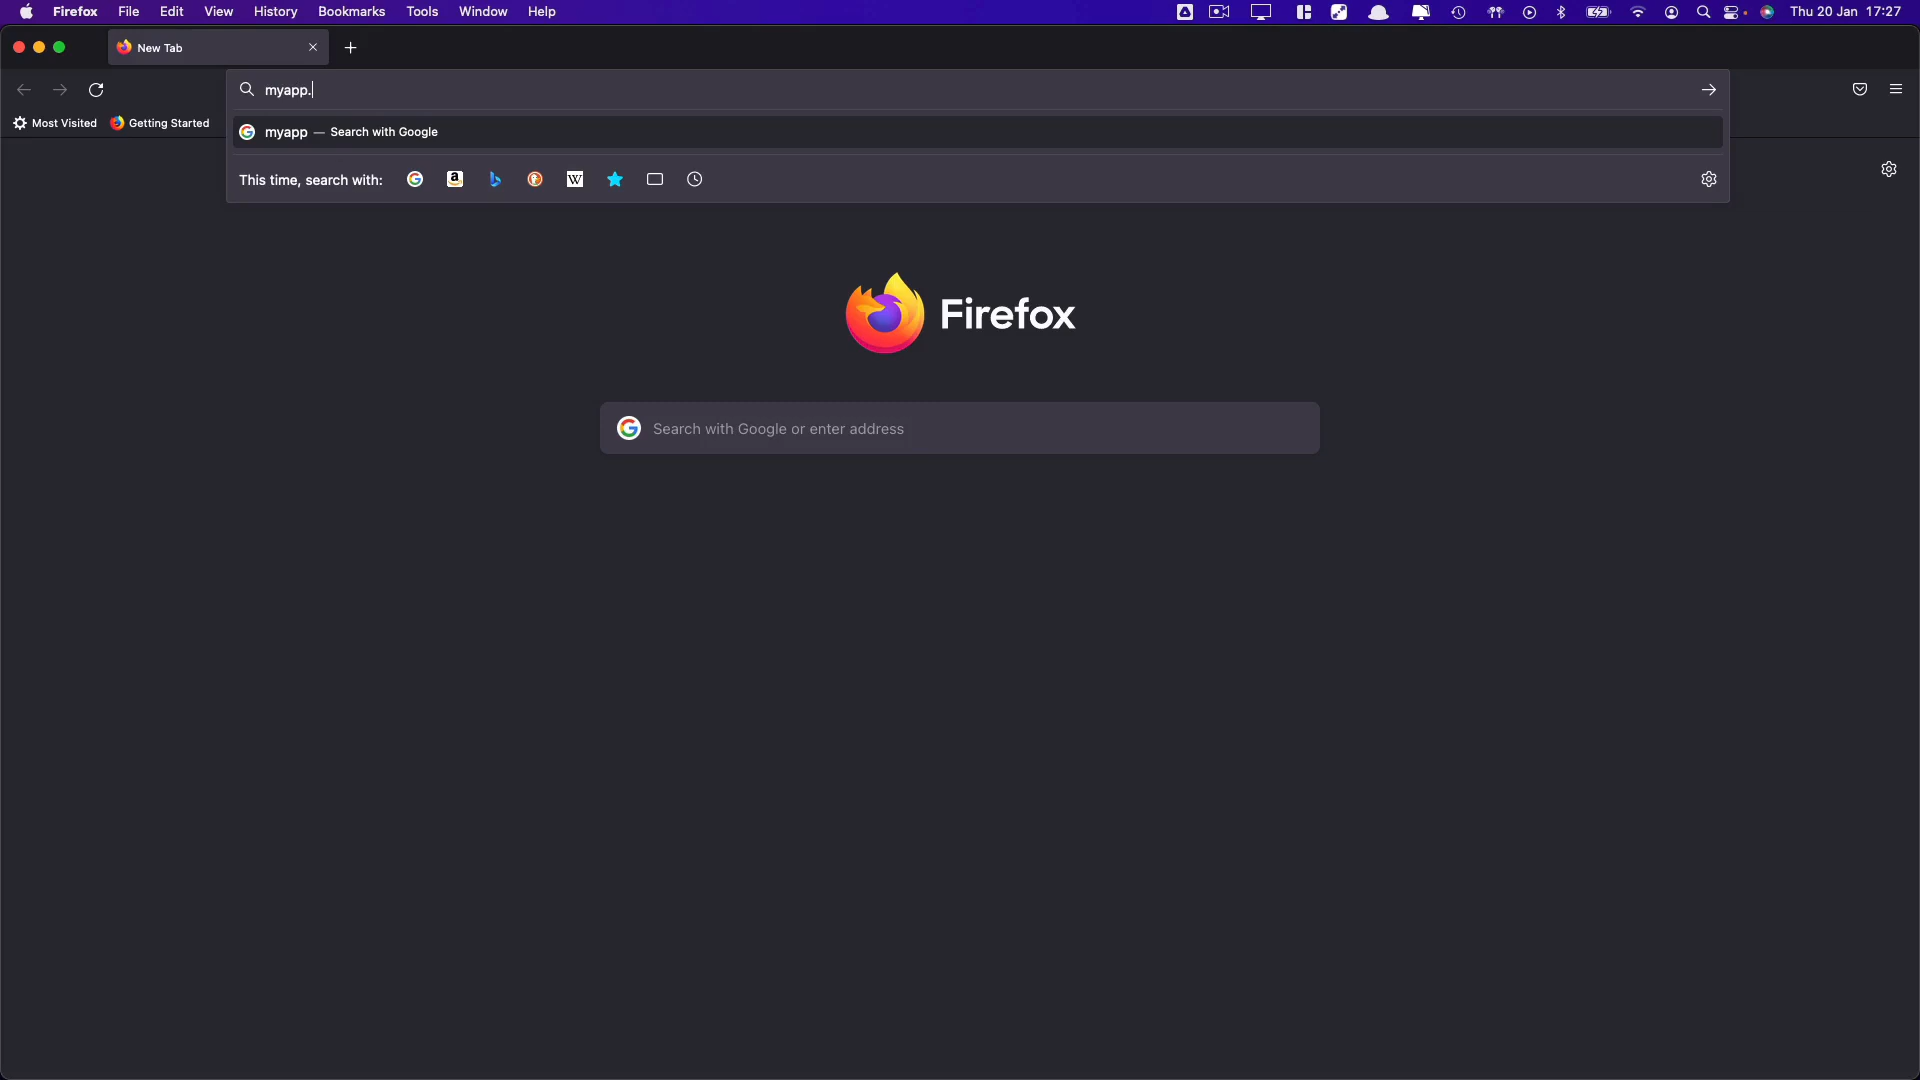 Firefox File Edit View History Bookmarks Tools Window Help Thu 20 Jan 17:27
New Tab
myapp.
Most Visited Getting Started
myapp — Search with Google
This time, search with:
Firefox
Search with Google or enter address